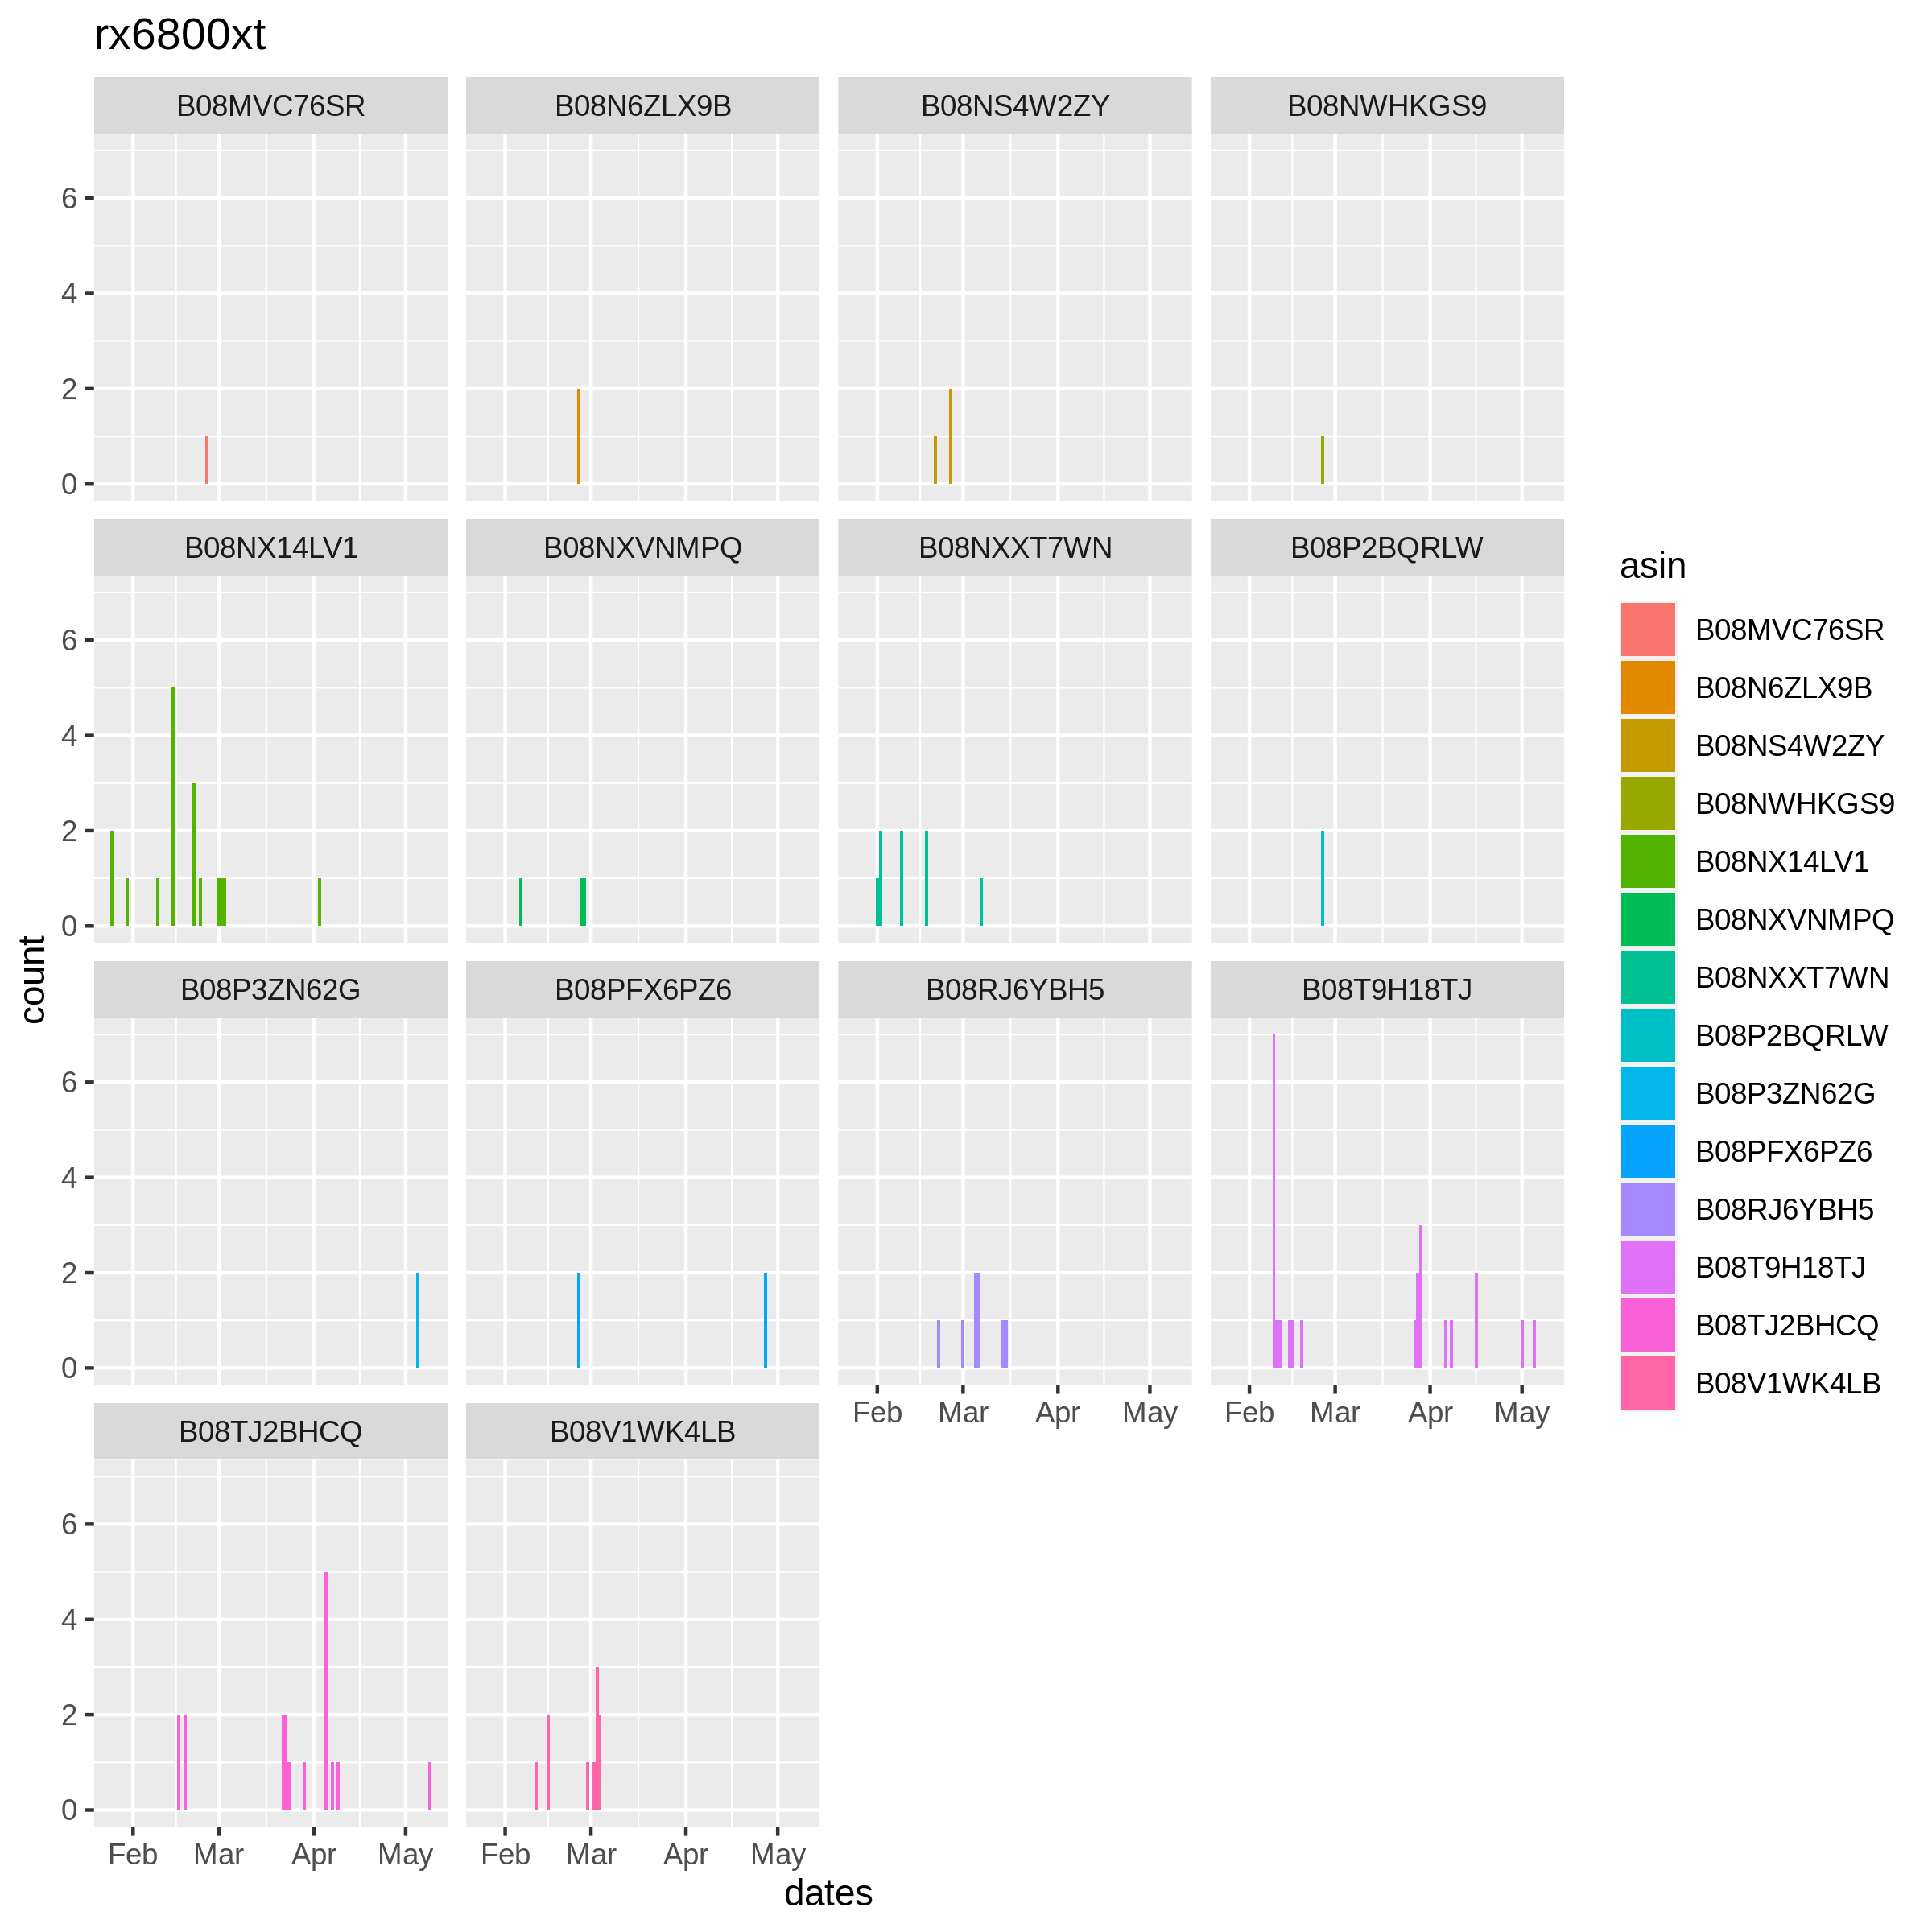 rx6800xt
B08MVC76SR B08N6ZLX9B B08NS4W2ZY B08NWHKGS9
6
4
2
0
B08NX14LV1 B08NXVNMPQ B08NXXT7WN B08P2BQRLW
6
4
2
0
B08P3ZN62G B08PFX6PZ6 B08RJ6YBH5 B08T9H18TJ
6
4
2
0
Feb Mar Apr May Feb Mar Apr May
B08TJ2BHCQ B08V1WK4LB
6
4
2
0
Feb Mar Apr May Feb Mar Apr May
dates
count
asin
B08MVC76SR
B08N6ZLX9B
B08NS4W2ZY
B08NWHKGS9
B08NX14LV1
B08NXVNMPQ
B08NXXT7WN
B08P2BQRLW
B08P3ZN62G
B08PFX6PZ6
B08RJ6YBH5
B08T9H18TJ
B08TJ2BHCQ
B08V1WK4LB